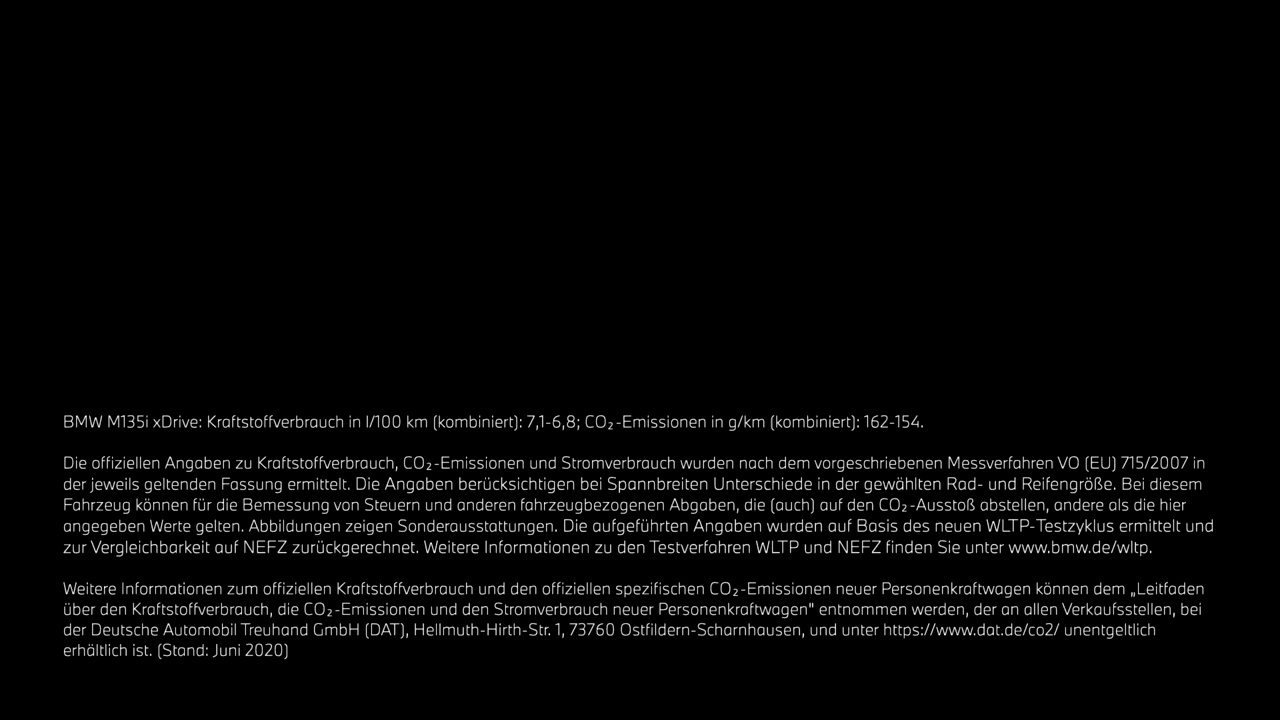 BMW M135i xDrive: Kraftstoffverbrauch in l/100 km (kombiniert): 7,1-6,8; CO₂-Emissionen in g/km (kombiniert): 162-154.
Die offiziellen Angaben zu Kraftstoffverbrauch, CO₂-Emissionen und Stromverbrauch wurden nach dem vorgeschriebenen Messverfahren VO (EU) 715/2007 in
der jeweils geltenden Fassung ermittelt. Die Angaben berücksichtigen bei Spannbreiten Unterschiede in der gewählten Rad- und Reifengröße. Bei diesem
Fahrzeug können für die Bemessung von Steuern und anderen fahrzeugbezogenen Abgaben, die (auch) auf den CO₂-Ausstoß abstellen, andere als die hier
angegeben Werte gelten. Abbildungen zeigen Sonderausstattungen. Die aufgeführten Angaben wurden auf Basis des neuen WLTP-Testzyklus ermittelt und
zur Vergleichbarkeit auf NEFZ zurückgerechnet. Weitere Informationen zu den Testverfahren WLTP und NEFZ finden Sie unter www.bmw.de/wltp.
Weitere Informationen zum offiziellen Kraftstoffverbrauch und den offiziellen spezifischen CO₂-Emissionen neuer Personenkraftwagen können dem „Leitfaden
über den Kraftstoffverbrauch, die CO₂-Emissionen und den Stromverbrauch neuer Personenkraftwagen" entnommen werden, der an allen Verkaufsstellen, bei
der Deutsche Automobil Treuhand GmbH (DAT), Hellmuth-Hirth-Str. 1, 73760 Ostfildern-Scharnhausen, und unter https://www.dat.de/co2/ unentgeltlich
erhältlich ist. (Stand: Juni 2020)